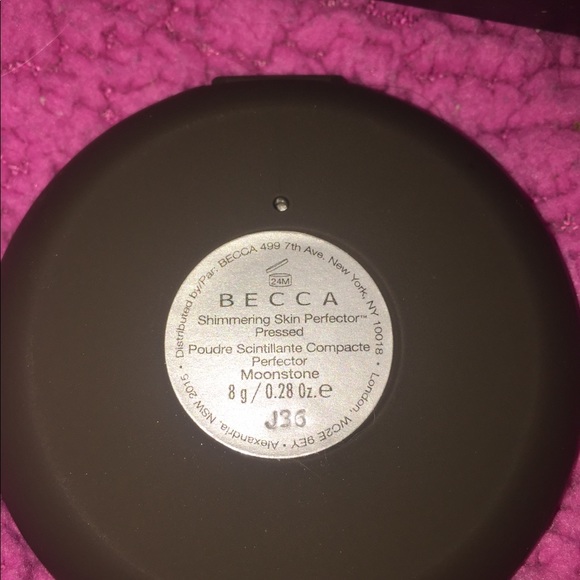 24M
BECCA
Shimmering Skin Perfector™
Pressed
Poudre Scintillante Compacte
Perfector
Moonstone
8 g / 0.28 Oz. ℮
J36
Distributed by/Par: BECCA 499 7th Ave. New York, NY 10018 • London, WC2E 9EY • Alexandria, NSW 2015 •